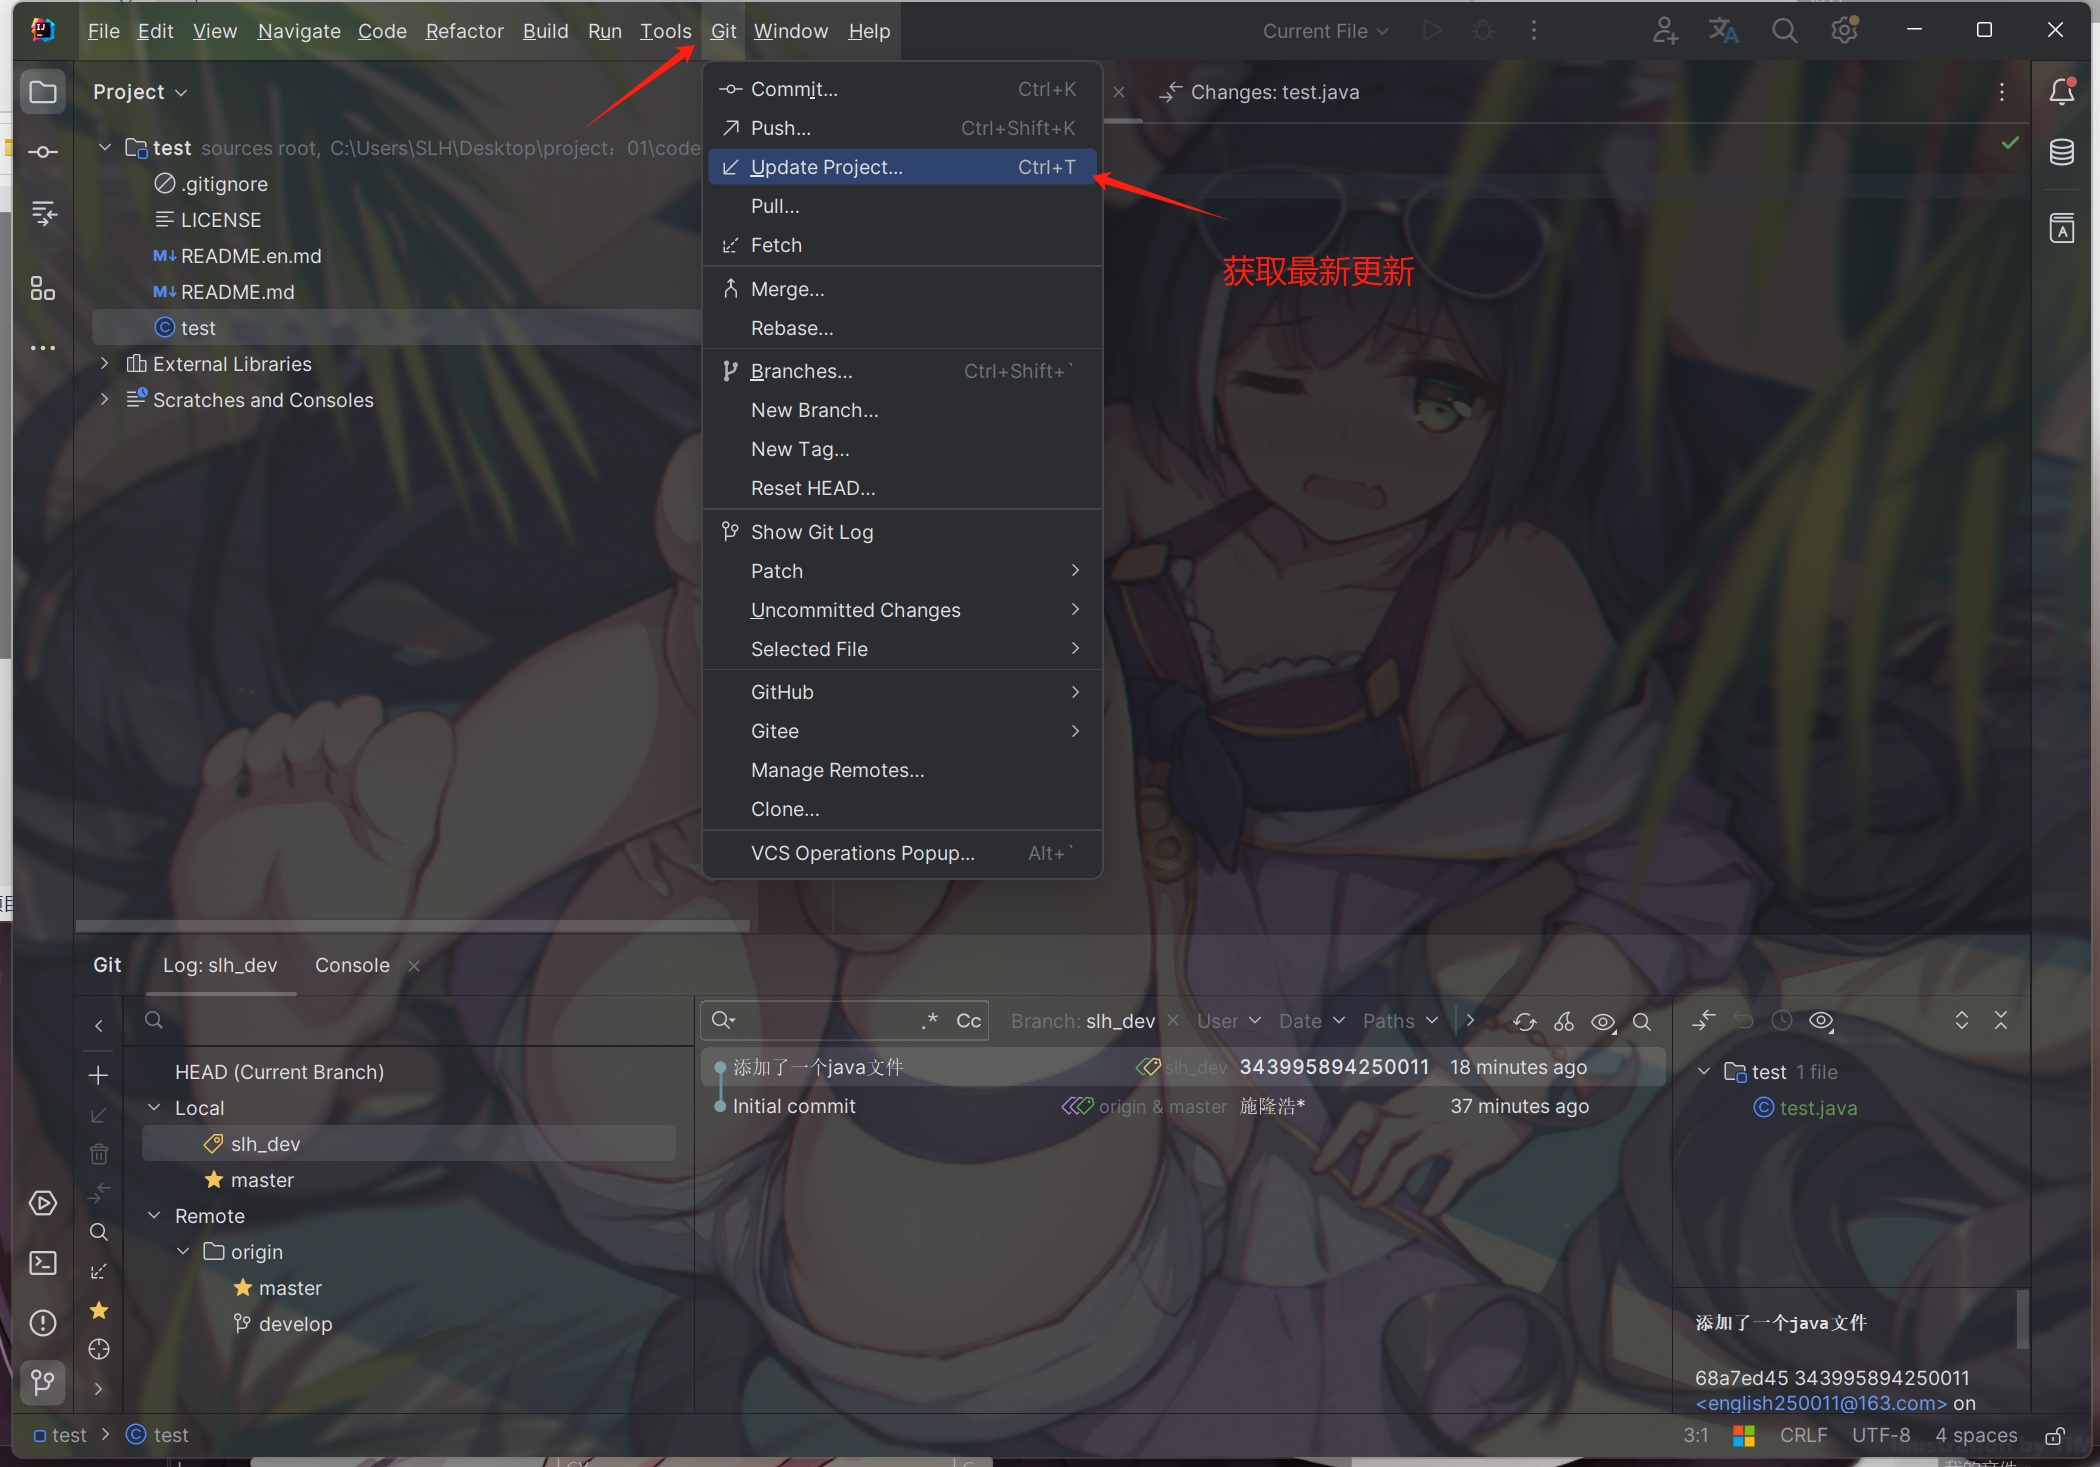 File Edit View Navigate Code Refactor Build Run Tools Git Window Help Current File
Project
Changes: test.java
test sources root, C:\Users\SLH\Desktop\project：01\code
.gitignore
LICENSE
README.en.md
README.md
test
External Libraries
Scratches and Consoles
Commit... Ctrl+K
Push... Ctrl+Shift+K
Update Project... Ctrl+T
Pull...
Fetch
Merge...
Rebase...
Branches... Ctrl+Shift+`
New Branch...
New Tag...
Reset HEAD...
Show Git Log
Patch
Uncommitted Changes
Selected File
GitHub
Gitee
Manage Remotes...
Clone...
VCS Operations Popup... Alt+`
获取最新更新
Git Log: slh_dev Console
.* Cc Branch: slh_dev User Date Paths
HEAD (Current Branch)
Local
slh_dev
master
Remote
origin
master
develop
添加了一个java文件 slh_dev 343995894250011 18 minutes ago
Initial commit origin & master 施隆浩* 37 minutes ago
test 1 file
test.java
添加了一个java文件
68a7ed45 343995894250011
<english250011@163.com> on
test > test 3:1 CRLF UTF-8 4 spaces